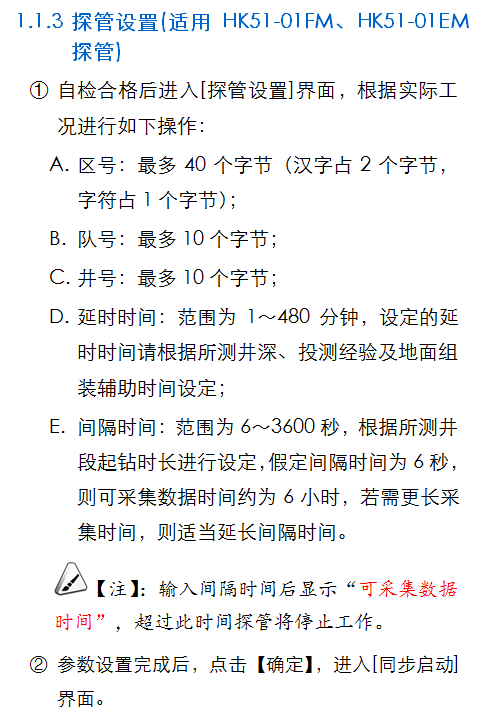 1.1.3 探管设置(适用 HK51-01FM、HK51-01EM
探管)
① 自检合格后进入[探管设置]界面，根据实际工
况进行如下操作：
A. 区号：最多 40 个字节（汉字占 2 个字节，
字符占 1 个字节）；
B. 队号：最多 10 个字节；
C. 井号：最多 10 个字节；
D. 延时时间：范围为 1～480 分钟，设定的延
时时间请根据所测井深、投测经验及地面组
装辅助时间设定；
E. 间隔时间：范围为 6～3600 秒，根据所测井
段起钻时长进行设定，假定间隔时间为 6 秒，
则可采集数据时间约为 6 小时，若需更长采
集时间，则适当延长间隔时间。
【注】：输入间隔时间后显示“可采集数据
时间”，超过此时间探管将停止工作。
② 参数设置完成后，点击【确定】，进入[同步启动]
界面。